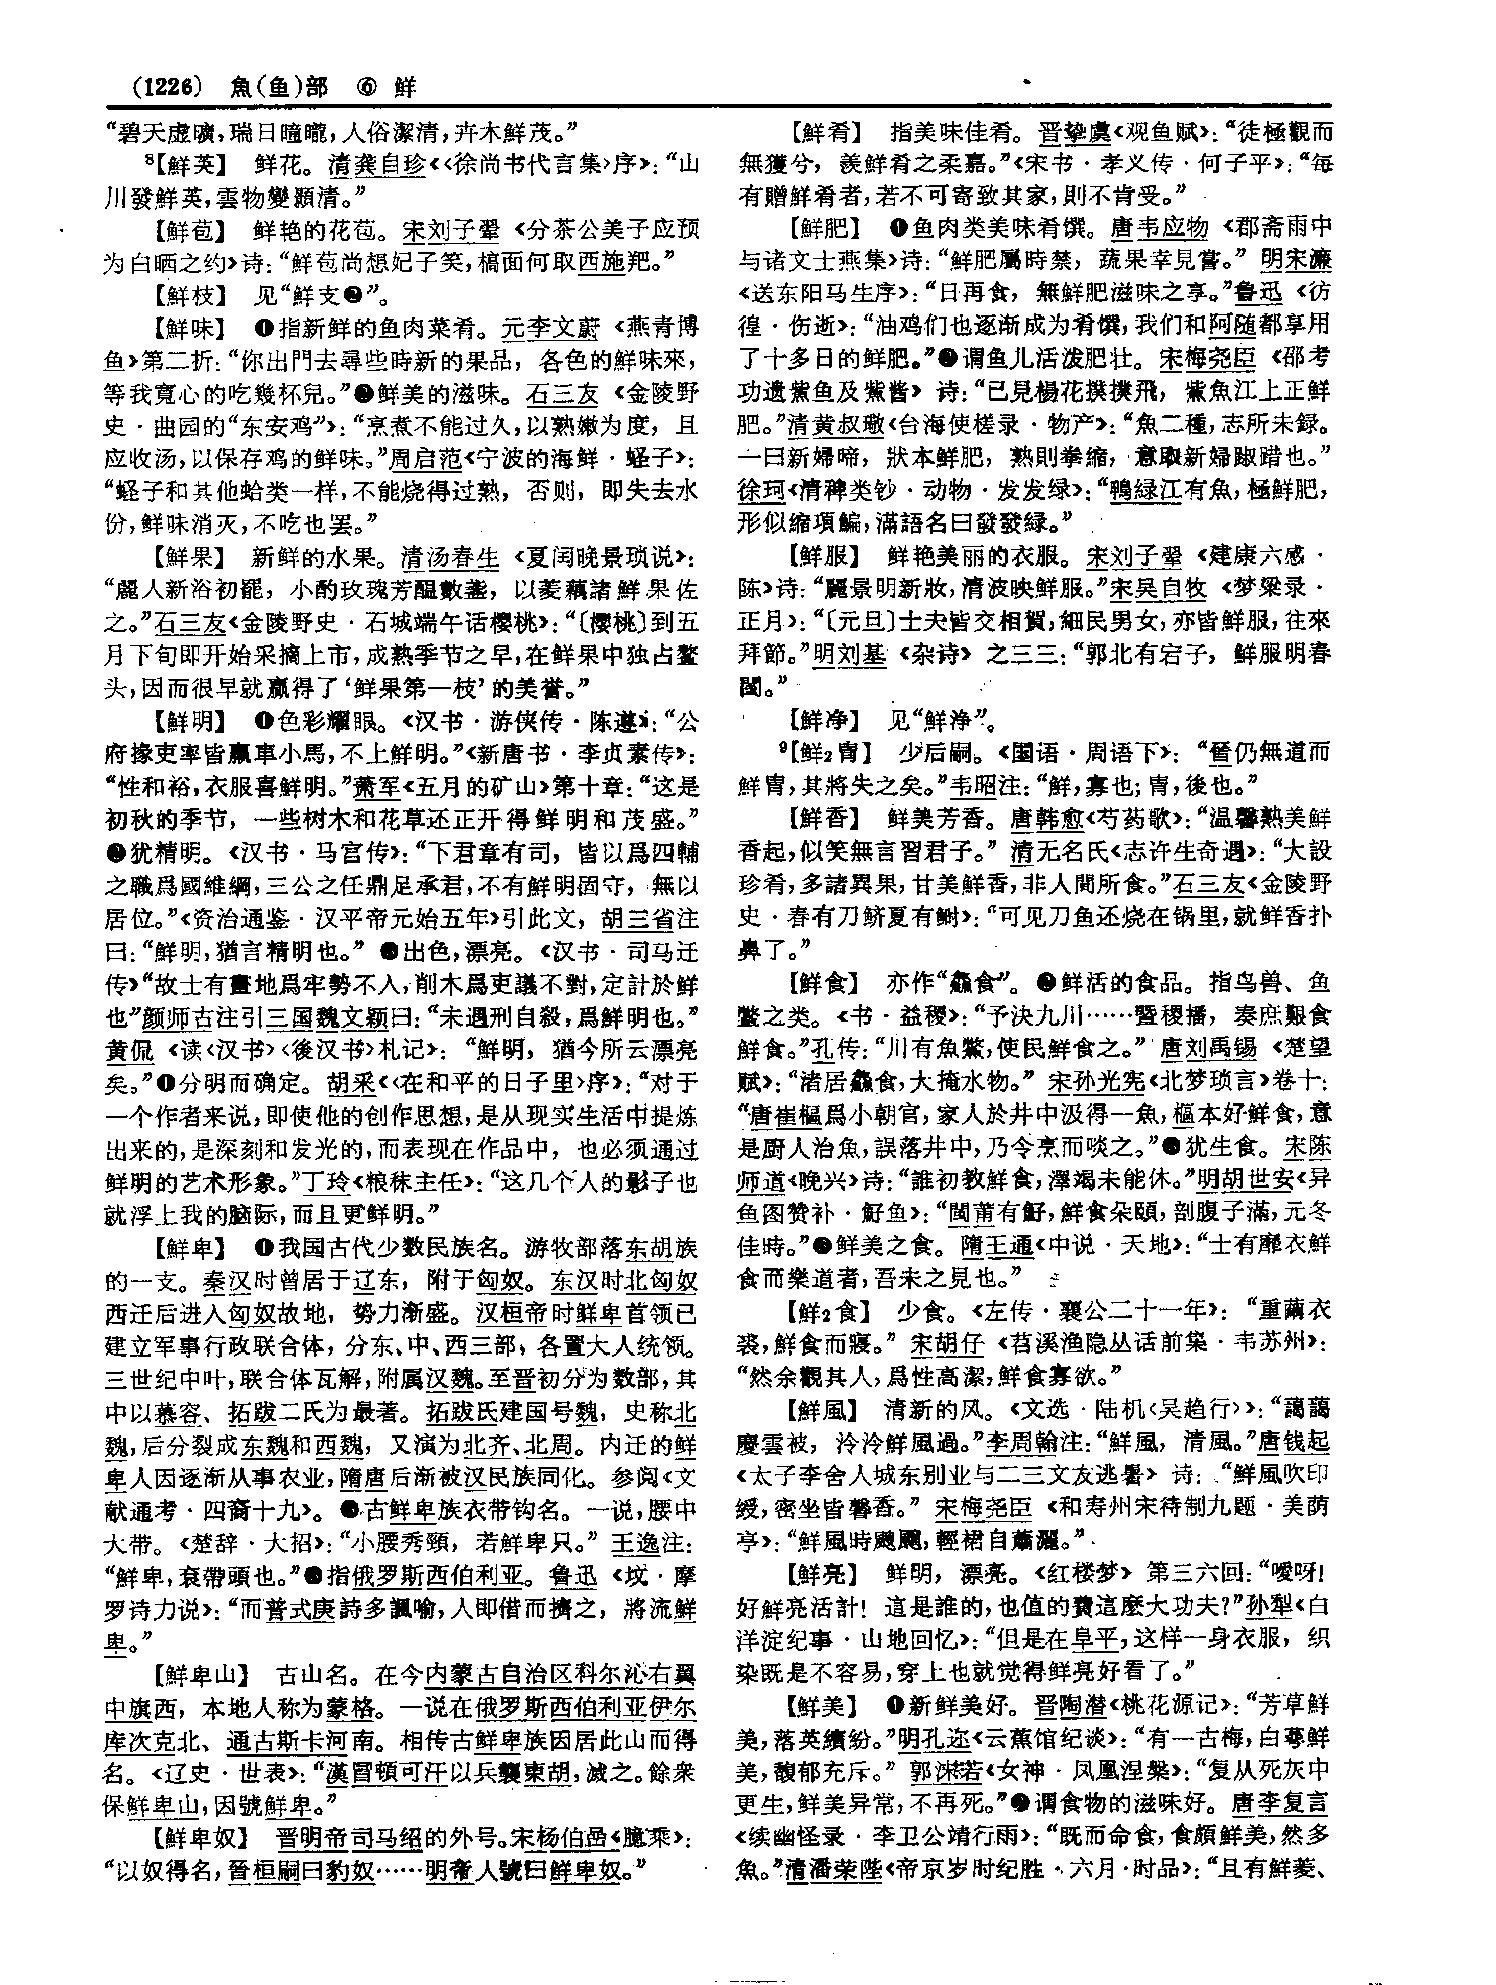 (1226) 魚(鱼)部 ⑥ 鲜
“碧天虚曠,瑞日曈曨,人俗潔清,卉木鮮茂。”
8【鮮英】 鲜花。清龚自珍《〈徐尚书代言集〉序》:“山
川發鮮英,雲物變顥清。”
【鮮苞】 鲜艳的花苞。宋刘子翚《分茶公美子应预
为白晒之约》诗:“鮮苞尚想妃子笑,槁面何取西施羓。”
【鮮枝】 见“鮮支❷”。
【鮮味】 ❶指新鲜的鱼肉菜肴。元李文蔚《燕青博
鱼》第二折:“你出門去尋些時新的果品,各色的鮮味來,
等我寬心的吃幾杯兒。”❷鲜美的滋味。石三友《金陵野
史·曲园的“东安鸡”》:“烹煮不能过久,以熟嫩为度,且
应收汤,以保存鸡的鲜味。”周启范《宁波的海鲜·蛏子》:
“蛏子和其他蛤类一样,不能烧得过熟,否则,即失去水
份,鲜味消灭,不吃也罢。”
【鮮果】 新鲜的水果。清汤春生《夏闺晚景琐说》:
“麗人新浴初罷,小酌玫瑰芳醖數盞,以菱藕諸鮮果佐
之。”石三友《金陵野史·石城端午话樱桃》:“〔樱桃〕到五
月下旬即开始采摘上市,成熟季节之早,在鲜果中独占鳌
头,因而很早就赢得了‘鲜果第一枝’的美誉。”
【鮮明】 ❶色彩耀眼。《汉书·游侠传·陈遵》:“公
府掾吏率皆羸車小馬,不上鮮明。”《新唐书·李贞素传》:
“性和裕,衣服喜鮮明。”萧军《五月的矿山》第十章:“这是
初秋的季节,一些树木和花草还正开得鲜明和茂盛。”
❷犹精明。《汉书·马宫传》:“下君章有司,皆以爲四輔
之職爲國維綱,三公之任鼎足承君,不有鮮明固守,無以
居位。”《资治通鉴·汉平帝元始五年》引此文,胡三省注
曰:“鮮明,猶言精明也。” ❸出色,漂亮。《汉书·司马迁
传》“故士有畫地爲牢勢不入,削木爲吏議不對,定計於鮮
也”颜师古注引三国魏文颖曰:“未遇刑自殺,爲鮮明也。”
黄侃《读〈汉书〉〈後汉书〉札记》:“鮮明,猶今所云漂亮
矣。”❹分明而确定。胡采《〈在和平的日子里〉序》:“对于
一个作者来说,即使他的创作思想,是从现实生活中提炼
出来的,是深刻和发光的,而表现在作品中,也必须通过
鲜明的艺术形象。”丁玲《粮秣主任》:“这几个人的影子也
就浮上我的脑际,而且更鲜明。”
【鮮卑】 ❶我国古代少数民族名。游牧部落东胡族
的一支。秦汉时曾居于辽东,附于匈奴。东汉时北匈奴
西迁后进入匈奴故地,势力渐盛。汉桓帝时鲜卑首领已
建立军事行政联合体,分东、中、西三部,各置大人统领。
三世纪中叶,联合体瓦解,附属汉魏。至晋初分为数部,其
中以慕容、拓跋二氏为最著。拓跋氏建国号魏,史称北
魏,后分裂成东魏和西魏,又演为北齐、北周。内迁的鲜
卑人因逐渐从事农业,隋唐后渐被汉民族同化。参阅《文
献通考·四裔十九》。 ❷古鲜卑族衣带钩名。一说,腰中
大带。《楚辞·大招》:“小腰秀頸,若鮮卑只。”王逸注:
“鮮卑,衮帶頭也。”❸指俄罗斯西伯利亚。鲁迅《坟·摩
罗诗力说》:“而普式庚詩多諷喻,人即借而擠之,將流鮮
卑。”
【鮮卑山】 古山名。在今内蒙古自治区科尔沁右翼
中旗西,本地人称为蒙格。一说在俄罗斯西伯利亚伊尔
库次克北、通古斯卡河南。相传古鲜卑族因居此山而得
名。《辽史·世表》:“漢冒頓可汗以兵襲東胡,滅之。餘衆
保鮮卑山,因號鮮卑。”
【鮮卑奴】 晋明帝司马绍的外号。宋杨伯嵒《臆乘》:
“以奴得名,晉桓嗣曰豹奴……明帝人號曰鮮卑奴。”
【鮮肴】 指美味佳肴。晋挚虞《观鱼赋》:“徒極觀而
無獲兮,羨鮮肴之柔嘉。”《宋书·孝义传·何子平》:“每
有贈鮮肴者,若不可寄致其家,則不肯受。”
【鮮肥】 ❶鱼肉类美味肴馔。唐韦应物《郡斋雨中
与诸文士燕集》诗:“鮮肥屬時禁,蔬果幸見嘗。”明宋濂
《送东阳马生序》:“日再食,無鮮肥滋味之享。”鲁迅《彷
徨·伤逝》:“油鸡们也逐渐成为肴馔,我们和阿随都享用
了十多日的鲜肥。”❷谓鱼儿活泼肥壮。宋梅尧臣《邵考
功遗鮆鱼及鮆酱》诗:“已見楊花撲撲飛,鮆魚江上正鮮
肥。”清黄叔璥《台海使槎录·物产》:“魚二種,志所未録。
一曰新婦啼,狀本鮮肥,熟則拳縮,意取新婦踧踖也。”
徐珂《清稗类钞·动物·发发绿》:“鴨緑江有魚,極鮮肥,
形似縮項鯿,滿語名曰發發緑。”
【鮮服】 鲜艳美丽的衣服。宋刘子翚《建康六感·
陈》诗:“麗景明新妝,清波映鮮服。”宋吴自牧《梦粱录·
正月》:“〔元旦〕士夫皆交相賀,細民男女,亦皆鮮服,往來
拜節。”明刘基《杂诗》之三三:“郭北有宕子,鮮服明春
閨。”
【鮮净】 见“鮮浄”。
9【鮮2胄】 少后嗣。《国语·周语下》:“晉仍無道而
鮮胄,其將失之矣。”韦昭注:“鮮,寡也;胄,後也。”
【鮮香】 鲜美芳香。唐韩愈《芍药歌》:“温馨熟美鮮
香起,似笑無言習君子。”清无名氏《志许生奇遇》:“大設
珍肴,多諸異果,甘美鮮香,非人間所食。”石三友《金陵野
史·春有刀鲚夏有鲥》:“可见刀鱼还烧在锅里,就鲜香扑
鼻了。”
【鮮食】 亦作“鱻食”。❶鲜活的食品。指鸟兽、鱼
鳖之类。《书·益稷》:“予決九川……暨稷播,奏庶艱食
鮮食。”孔传:“川有魚鱉,使民鮮食之。”唐刘禹锡《楚望
赋》:“渚居鱻食,大掩水物。”宋孙光宪《北梦琐言》卷十:
“唐崔樞爲小朝官,家人於井中汲得一魚,樞本好鮮食,意
是厨人治魚,誤落井中,乃令烹而啖之。”❷犹生食。宋陈
师道《晚兴》诗:“誰初教鮮食,澤竭未能休。”明胡世安《异
鱼图赞补·魣鱼》:“閩莆有魣,鮮食朵頤,剖腹子滿,元冬
佳時。”❸鲜美之食。隋王通《中说·天地》:“士有靡衣鮮
食而樂道者,吾未之見也。”
【鮮2食】 少食。《左传·襄公二十一年》:“重繭衣
裘,鮮食而寢。”宋胡仔《苕溪渔隐丛话前集·韦苏州》:
“然余觀其人,爲性高潔,鮮食寡欲。”
【鮮風】 清新的风。《文选·陆机〈吴趋行〉》:“藹藹
慶雲被,泠泠鮮風過。”李周翰注:“鮮風,清風。”唐钱起
《太子李舍人城东别业与二三文友逃暑》诗:“鮮風吹印
綬,密坐皆馨香。”宋梅尧臣《和寿州宋待制九题·美荫
亭》:“鮮風時飋飋,輕裙自蕭灑。”
【鮮亮】 鲜明,漂亮。《红楼梦》第三六回:“噯呀!
好鮮亮活計!這是誰的,也值的費這麽大功夫?”孙犁《白
洋淀纪事·山地回忆》:“但是在阜平,这样一身衣服,织
染既是不容易,穿上也就觉得鲜亮好看了。”
【鮮美】 ❶新鲜美好。晋陶潜《桃花源记》:“芳草鮮
美,落英繽紛。”明孔迩《云蕉馆纪谈》:“有一古梅,白萼鮮
美,馥郁充斥。”郭沫若《女神·凤凰涅槃》:“复从死灰中
更生,鲜美异常,不再死。”❷谓食物的滋味好。唐李复言
《续幽怪录·李卫公靖行雨》:“既而命食,食頗鮮美,然多
魚。”清潘荣陛《帝京岁时纪胜·六月·时品》:“且有鮮菱、